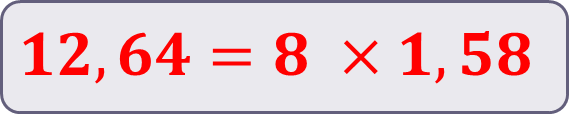 12,64 = 8 × 1,58